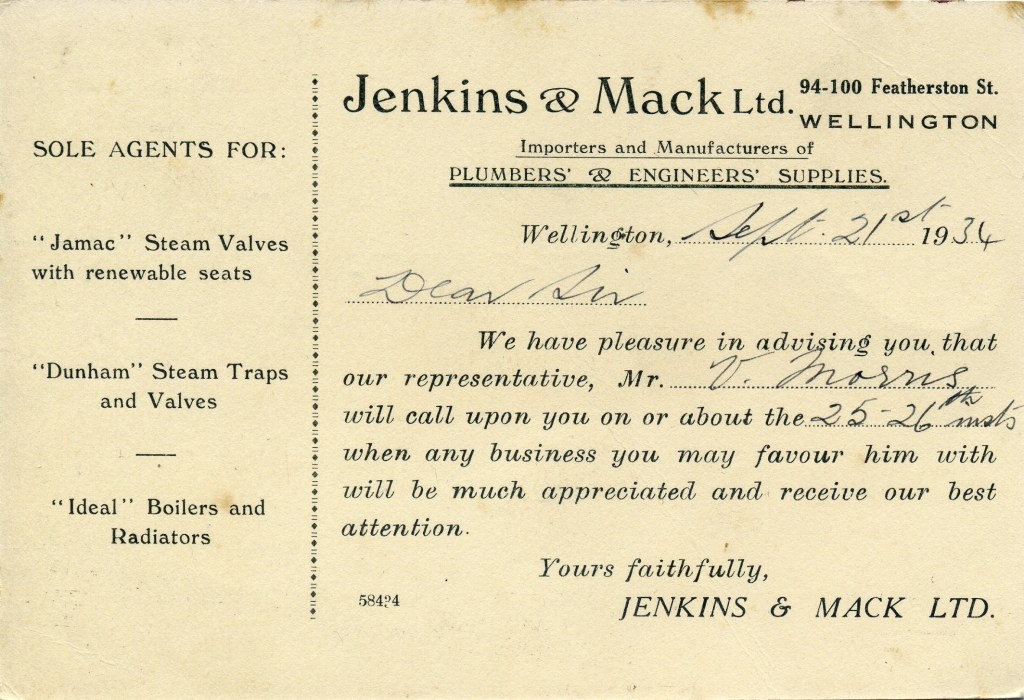 SOLE AGENTS FOR:
"Jamac" Steam Valves
with renewable seats
"Dunham" Steam Traps
and Valves
"Ideal" Boilers and
Radiators
Jenkins & Mack Ltd.
94-100 Featherston St.
WELLINGTON
Importers and Manufacturers of
PLUMBERS' & ENGINEERS' SUPPLIES.
Wellington, Sept. 21st 1934
Dear Sir
We have pleasure in advising you, that
our representative, Mr. V. Morris
will call upon you on or about the 25-26th insts
when any business you may favour him with
will be much appreciated and receive our best
attention.
Yours faithfully,
JENKINS & MACK LTD.